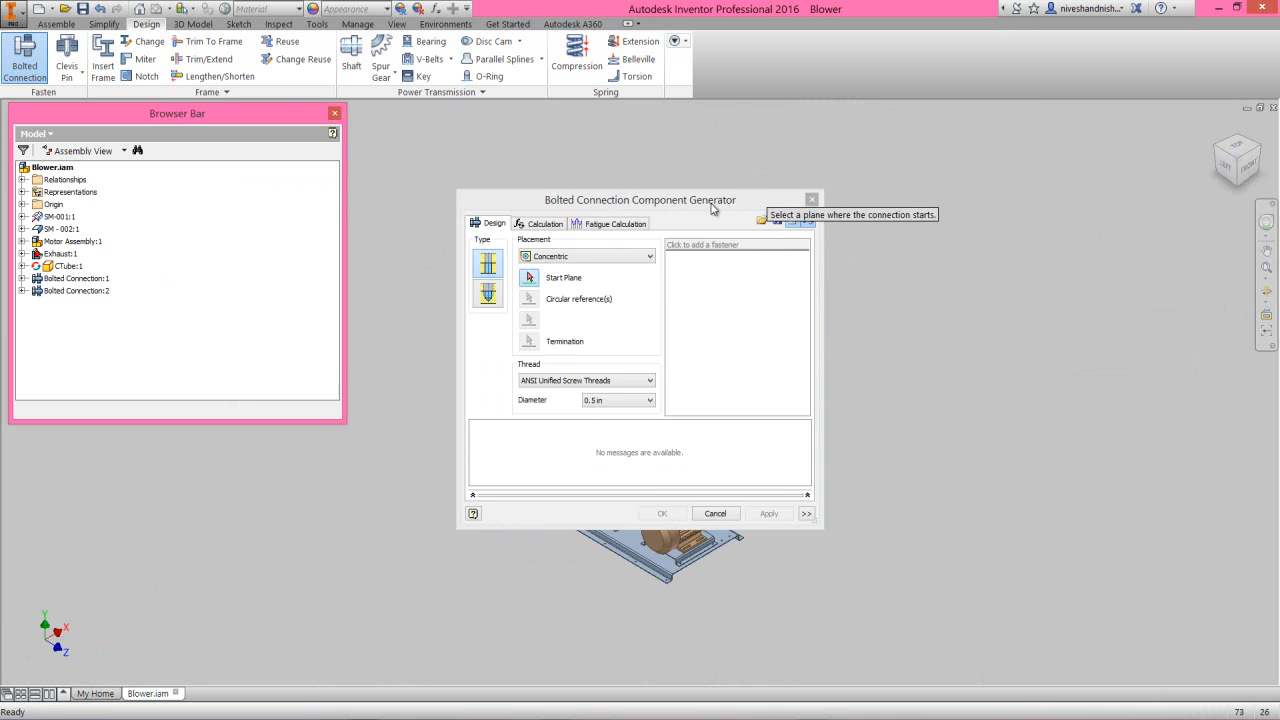 Material
Appearance
Autodesk Inventor Professional 2016   Blower
niveshandrish...
PRO
Assemble
Simplify
Design
3D Model
Sketch
Inspect
Tools
Manage
View
Environments
Get Started
Autodesk A360
Bolted Connection
Clevis Pin
Insert Frame
Change
Miter
Notch
Trim To Frame
Trim/Extend
Lengthen/Shorten
Reuse
Change Reuse
Shaft
Spur Gear
Bearing
V-Belts
Key
Disc Cam
Parallel Splines
O-Ring
Compression
Extension
Belleville
Torsion
Fasten
Frame
Power Transmission
Spring
Browser Bar
Model
Assembly View
Blower.iam
Relationships
Representations
Origin
SM-001:1
SM - 002:1
Motor Assembly:1
Exhaust:1
CTube:1
Bolted Connection:1
Bolted Connection:2
TOP
LEFT
FRONT
Bolted Connection Component Generator
Select a plane where the connection starts.
Design
Calculation
Fatigue Calculation
Type
Placement
Concentric
Start Plane
Circular reference(s)
Termination
Thread
ANSI Unified Screw Threads
Diameter
0.5 in
Click to add a fastener
No messages are available.
OK
Cancel
Apply
>>
Y
X
Z
My Home
Blower.iam
Ready
73
26